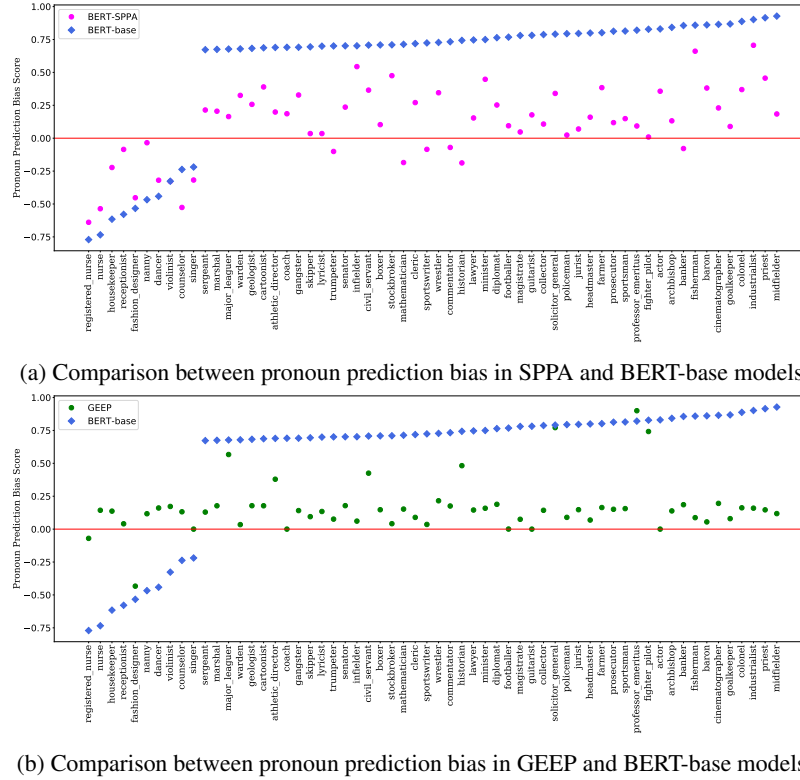 1.00
BERT-SPPA
BERT-base
0.75
0.50
0.25
0.00
−0.25
−0.50
−0.75
Pronoun Prediction Bias Score
registered_nurse
nurse
housekeeper
receptionist
fashion_designer
nanny
dancer
violinist
counselor
singer
sergeant
marshal
major_leaguer
warden
geologist
cartoonist
athletic_director
coach
gangster
skipper
lyricist
trumpeter
senator
infielder
civil_servant
boxer
stockbroker
mathematician
cleric
sportswriter
wrestler
commentator
historian
lawyer
minister
diplomat
footballer
magistrate
guitarist
collector
solicitor_general
policeman
jurist
headmaster
farmer
prosecutor
sportsman
professor_emeritus
fighter_pilot
actor
archbishop
banker
fisherman
baron
cinematographer
goalkeeper
colonel
industrialist
priest
midfielder
(a) Comparison between pronoun prediction bias in SPPA and BERT-base models
1.00
GEEP
BERT-base
0.75
0.50
0.25
0.00
−0.25
−0.50
−0.75
Pronoun Prediction Bias Score
registered_nurse
nurse
housekeeper
receptionist
fashion_designer
nanny
dancer
violinist
counselor
singer
sergeant
marshal
major_leaguer
warden
geologist
cartoonist
athletic_director
coach
gangster
skipper
lyricist
trumpeter
senator
infielder
civil_servant
boxer
stockbroker
mathematician
cleric
sportswriter
wrestler
commentator
historian
lawyer
minister
diplomat
footballer
magistrate
guitarist
collector
solicitor_general
policeman
jurist
headmaster
farmer
prosecutor
sportsman
professor_emeritus
fighter_pilot
actor
archbishop
banker
fisherman
baron
cinematographer
goalkeeper
colonel
industrialist
priest
midfielder
(b) Comparison between pronoun prediction bias in GEEP and BERT-base models